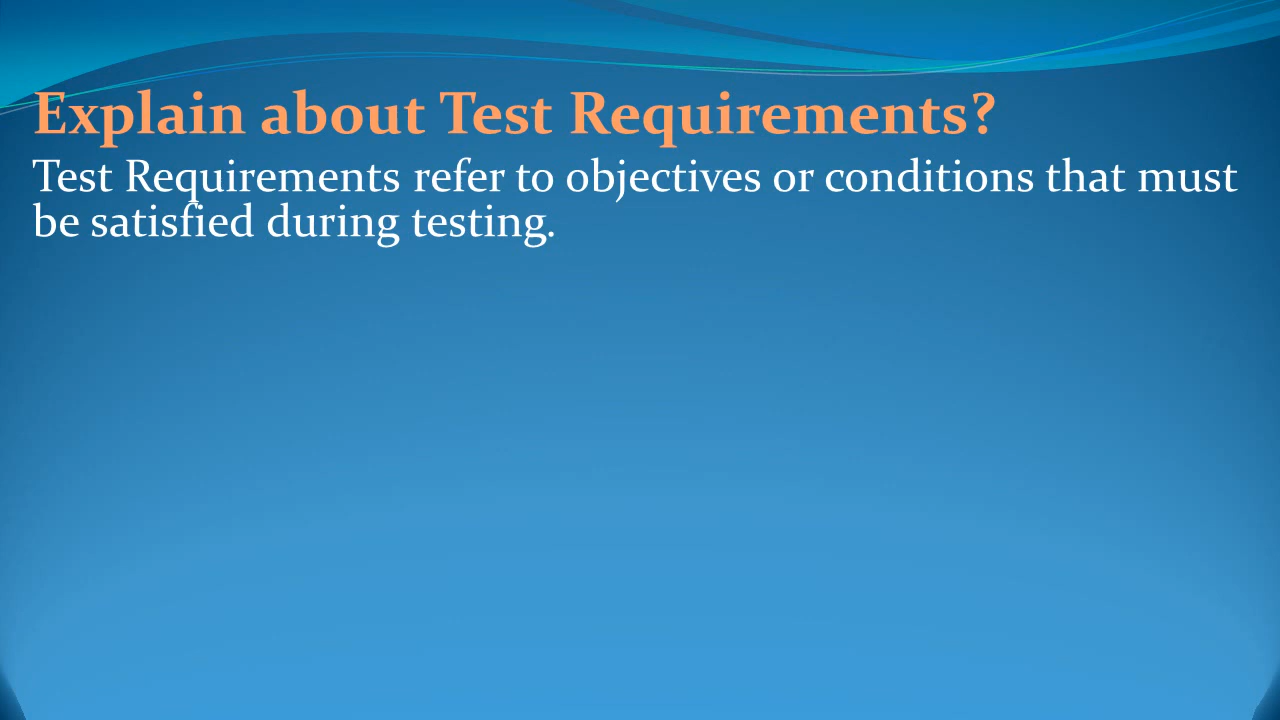 Explain about Test Requirements?
Test Requirements refer to objectives or conditions that must
be satisfied during testing.